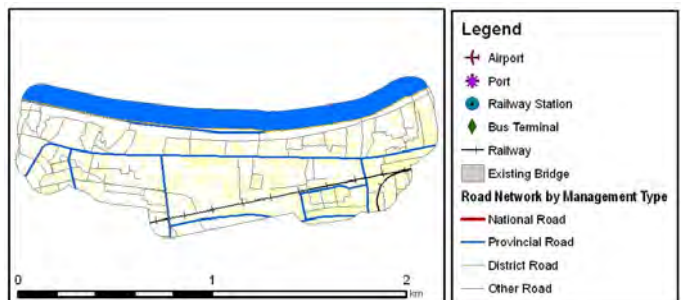 Legend
Airport
Port
Railway Station
Bus Terminal
Railway
Existing Bridge
Road Network by Management Type
National Road
Provincial Road
District Road
Other Road
0 1 2
km